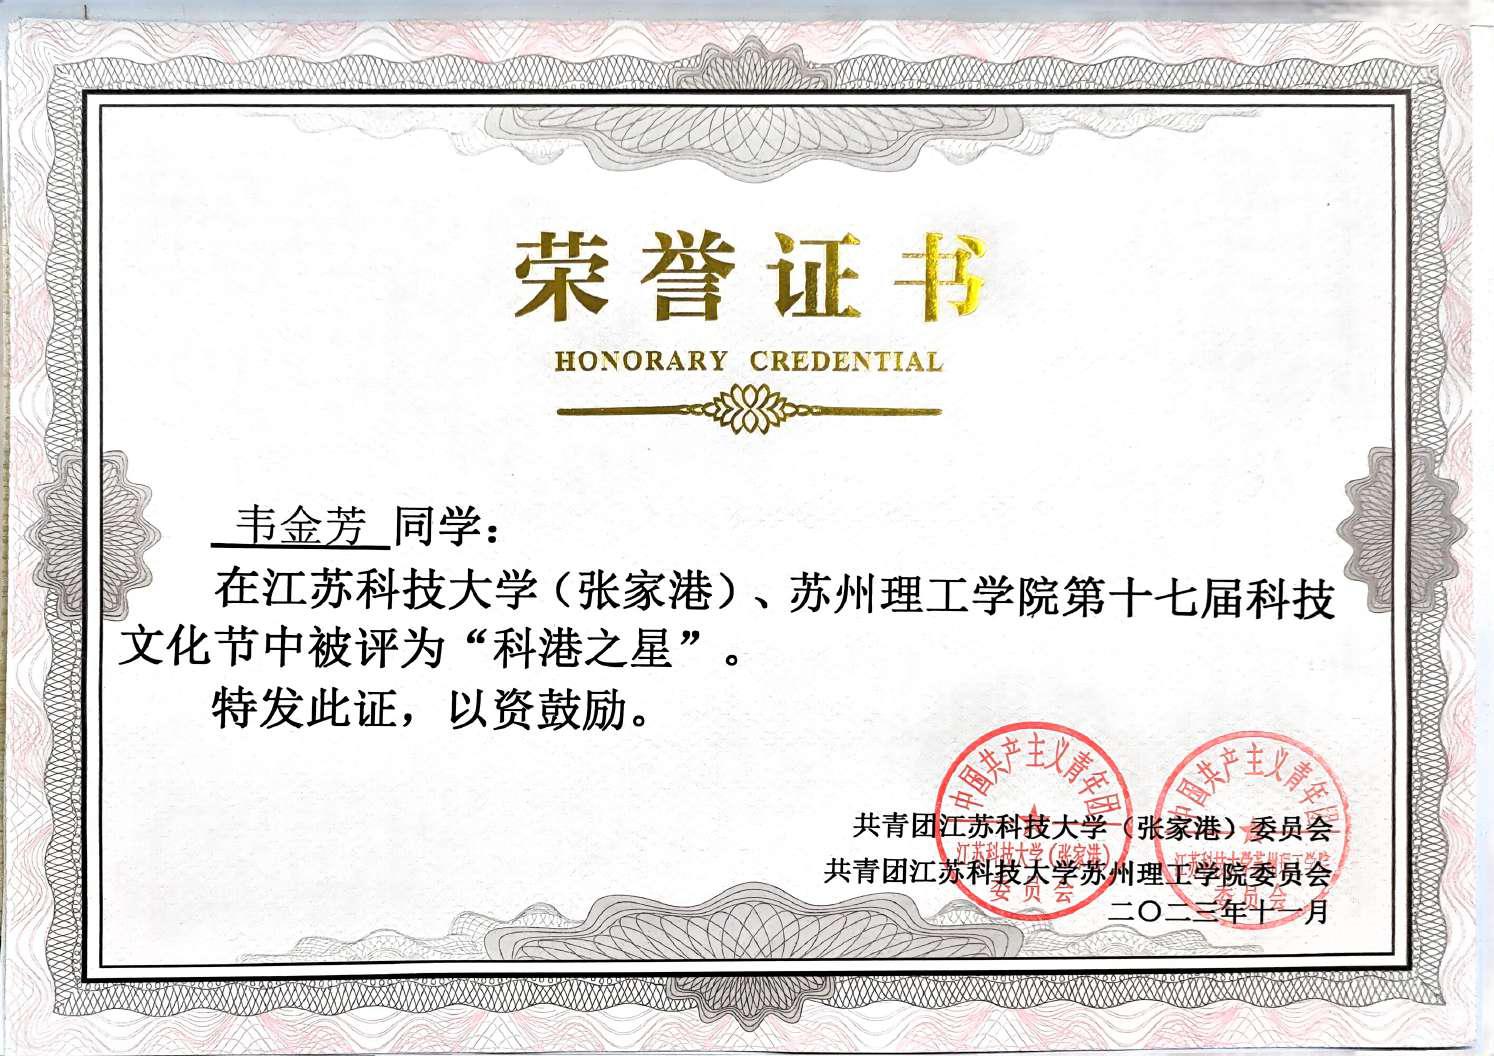 荣誉证书
HONORARY CREDENTIAL
韦金芳 同学：
在江苏科技大学（张家港）、苏州理工学院第十七届科技
文化节中被评为“科港之星”。
特发此证，以资鼓励。
共青团江苏科技大学（张家港）委员会
共青团江苏科技大学苏州理工学院委员会
二〇二三年十一月
中国共产主义青年团
江苏科技大学(张家港)
委员会
中国共产主义青年团
江苏科技大学苏州理工学院
委员会